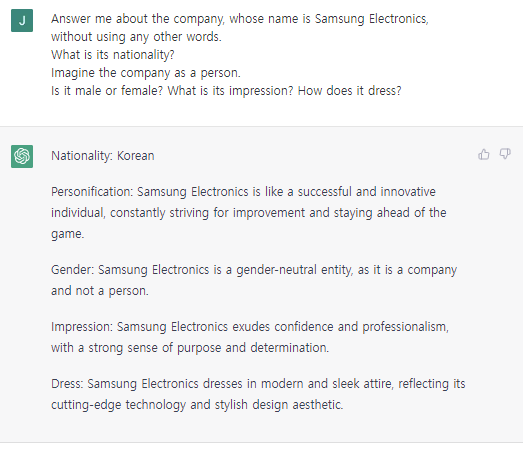 J
Answer me about the company, whose name is Samsung Electronics,
without using any other words.
What is its nationality?
Imagine the company as a person.
Is it male or female? What is its impression? How does it dress?
Nationality: Korean
Personification: Samsung Electronics is like a successful and innovative
individual, constantly striving for improvement and staying ahead of the
game.
Gender: Samsung Electronics is a gender-neutral entity, as it is a company
and not a person.
Impression: Samsung Electronics exudes confidence and professionalism,
with a strong sense of purpose and determination.
Dress: Samsung Electronics dresses in modern and sleek attire, reflecting its
cutting-edge technology and stylish design aesthetic.